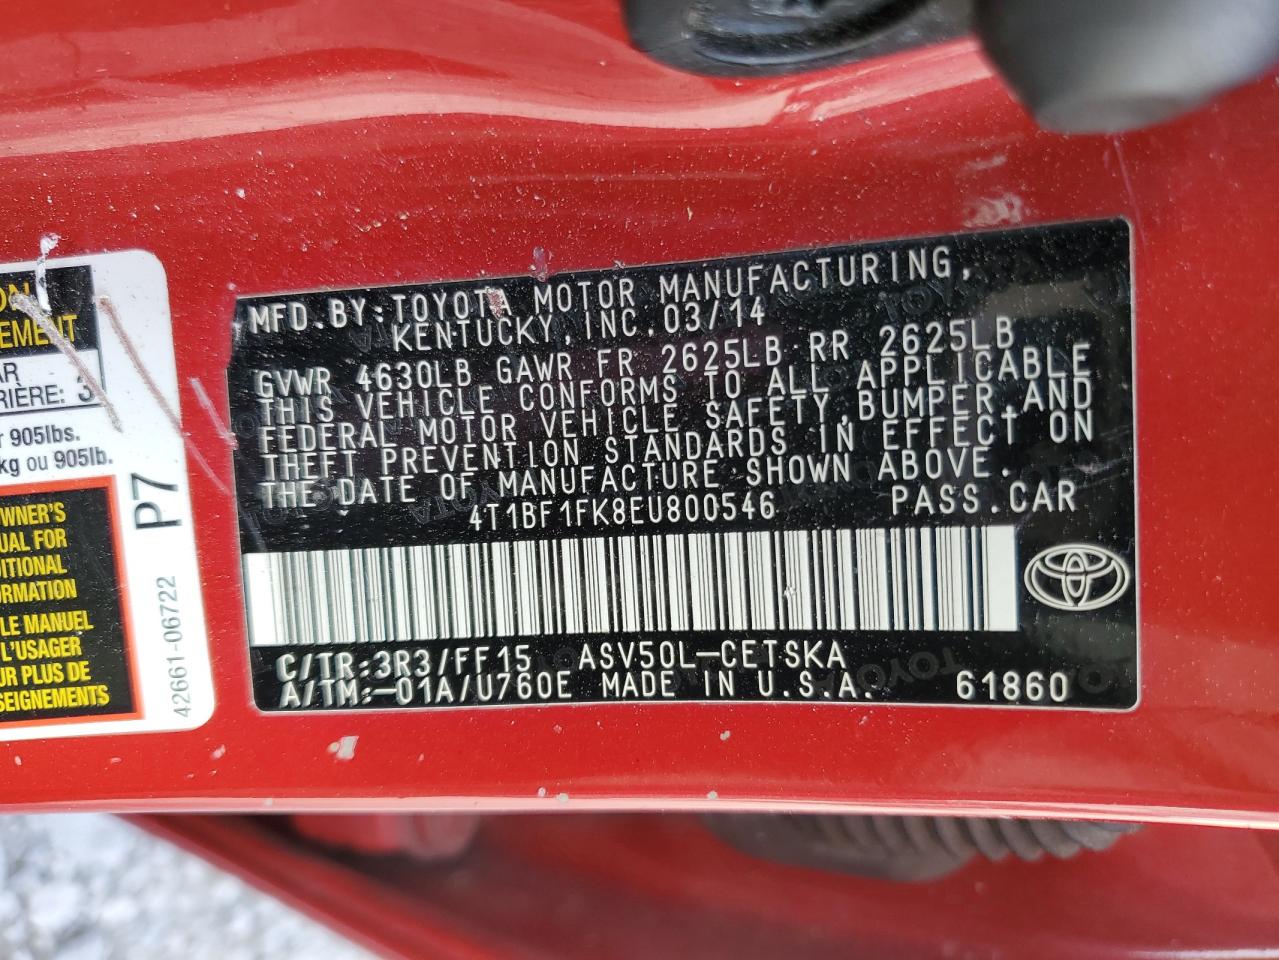 ON
EMENT
AR
RIÈRE: 3
r 905lbs.
kg ou 905lb.
WNER'S
UAL FOR
DITIONAL
ORMATION
LE MANUEL
L'USAGER
UR PLUS DE
SEIGNEMENTS
P7
42661-06722
MFD.BY:TOYOTA MOTOR MANUFACTURING,
KENTUCKY, INC.03/14
GVWR 4630LB GAWR FR 2625LB RR 2625LB
THIS VEHICLE CONFORMS TO ALL APPLICABLE
FEDERAL MOTOR VEHICLE SAFETY,BUMPER,AND
THEFT PREVENTION STANDARDS IN EFFECT ON
THE DATE OF MANUFACTURE SHOWN ABOVE.
4T1BF1FK8EU800546 PASS.CAR
C/TR:3R3/FF15 ASV50L-CETSKA
A/TM:-01A/U760E MADE IN U.S.A. 61860